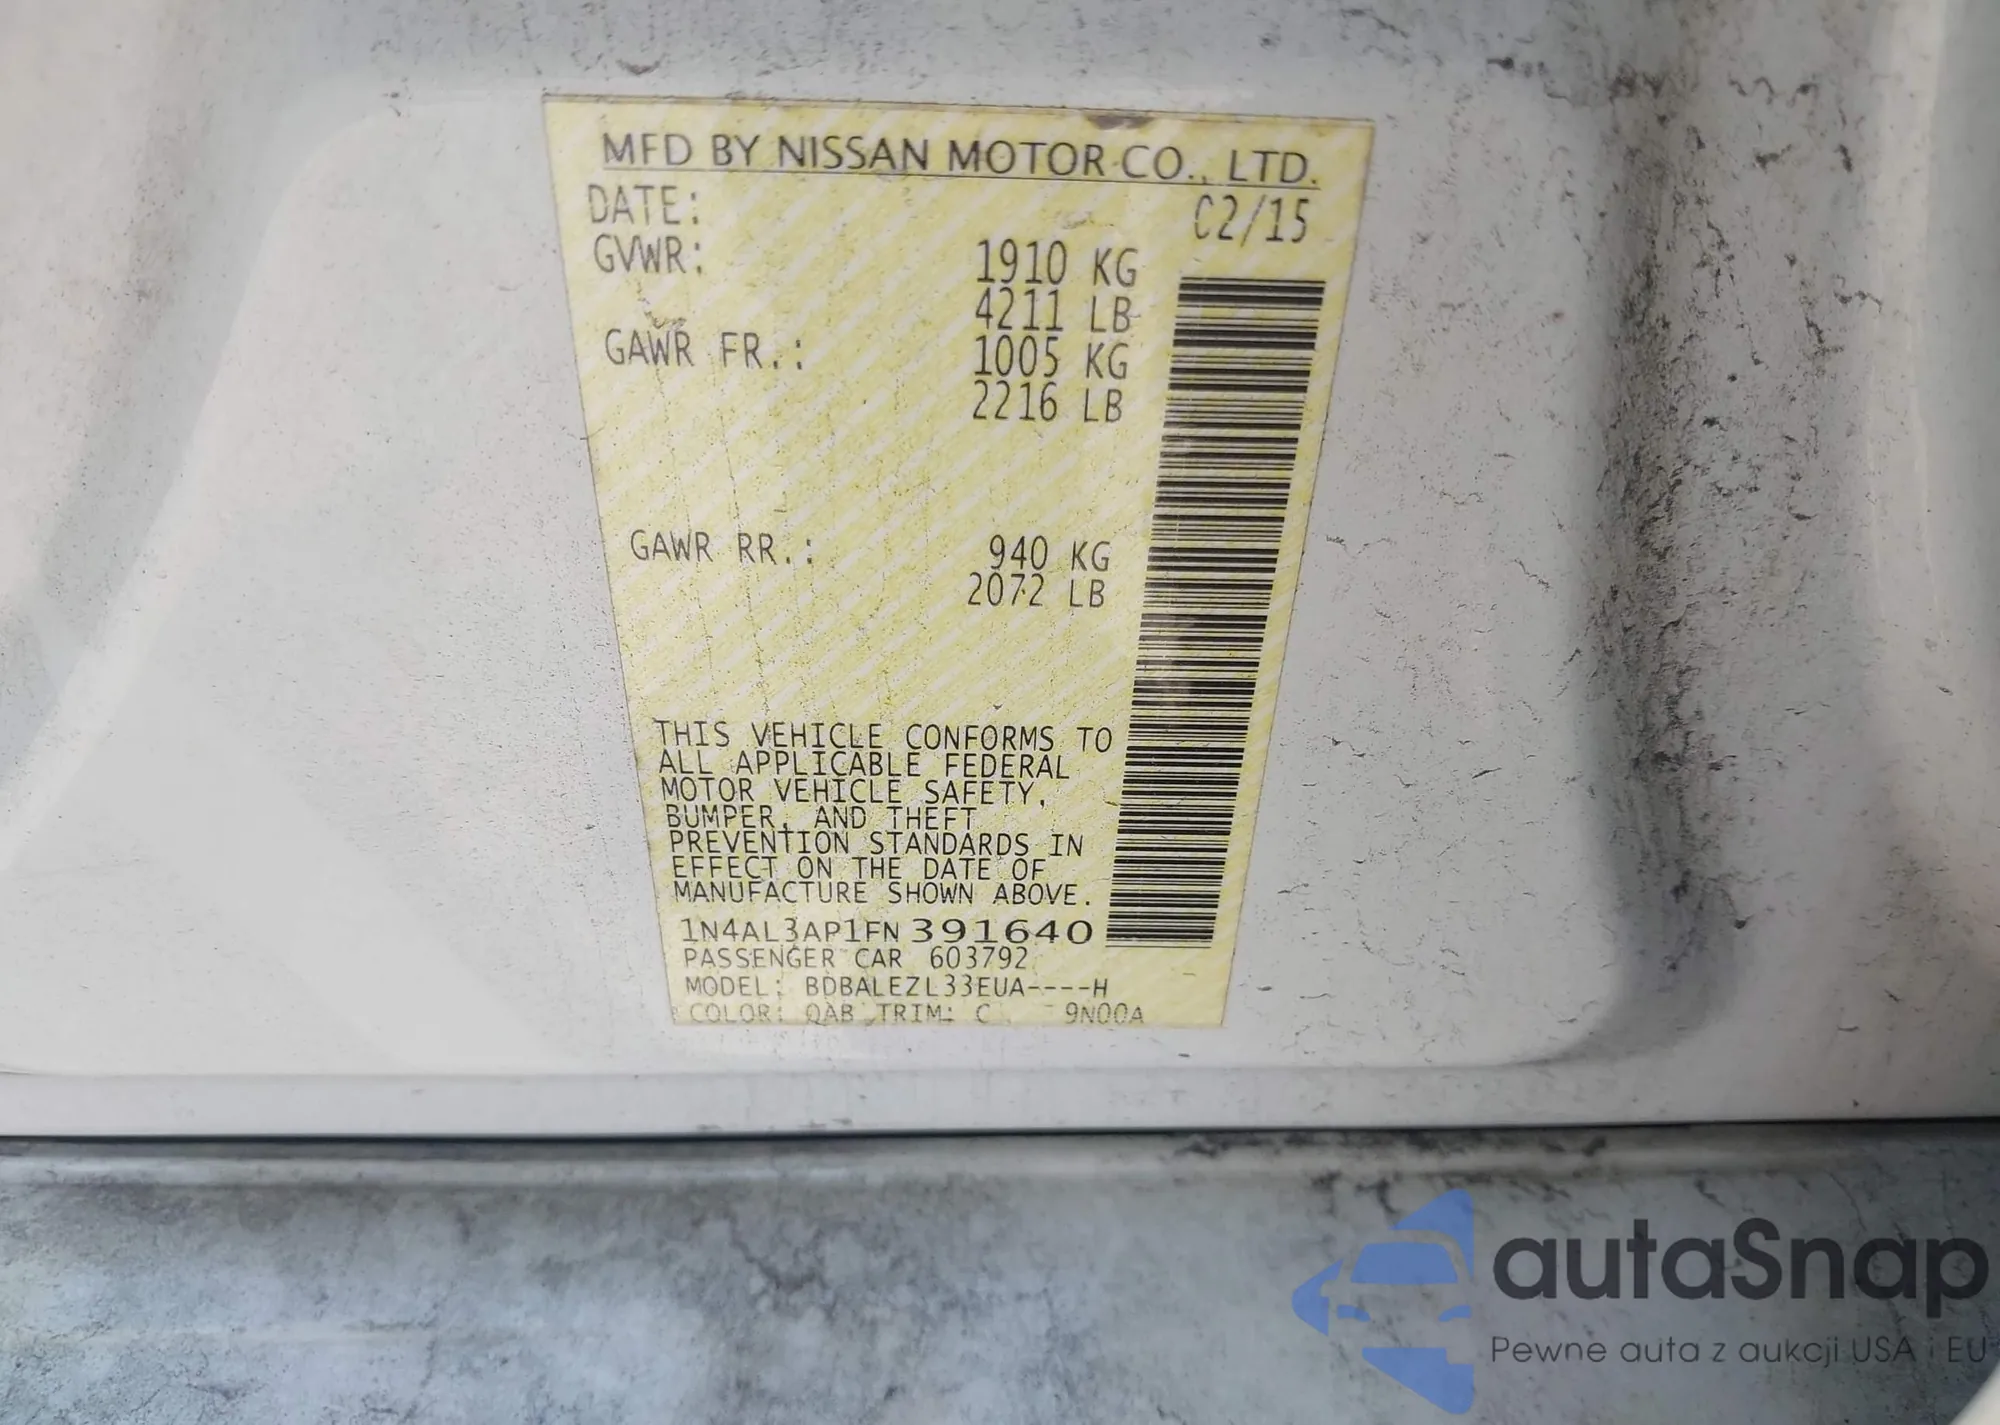 MFD BY NISSAN MOTOR CO., LTD.
DATE: 02/15
GVWR: 1910 KG
4211 LB
GAWR FR.: 1005 KG
2216 LB
GAWR RR.: 940 KG
2072 LB
THIS VEHICLE CONFORMS TO
ALL APPLICABLE FEDERAL
MOTOR VEHICLE SAFETY,
BUMPER, AND THEFT
PREVENTION STANDARDS IN
EFFECT ON THE DATE OF
MANUFACTURE SHOWN ABOVE.
1N4AL3AP1FN391640
PASSENGER CAR 603792
MODEL: BDBALEZL33EUA----H
COLOR: QAB TRIM: C 9N00A
autaSnap
Pewne auta z aukcji USA i EU